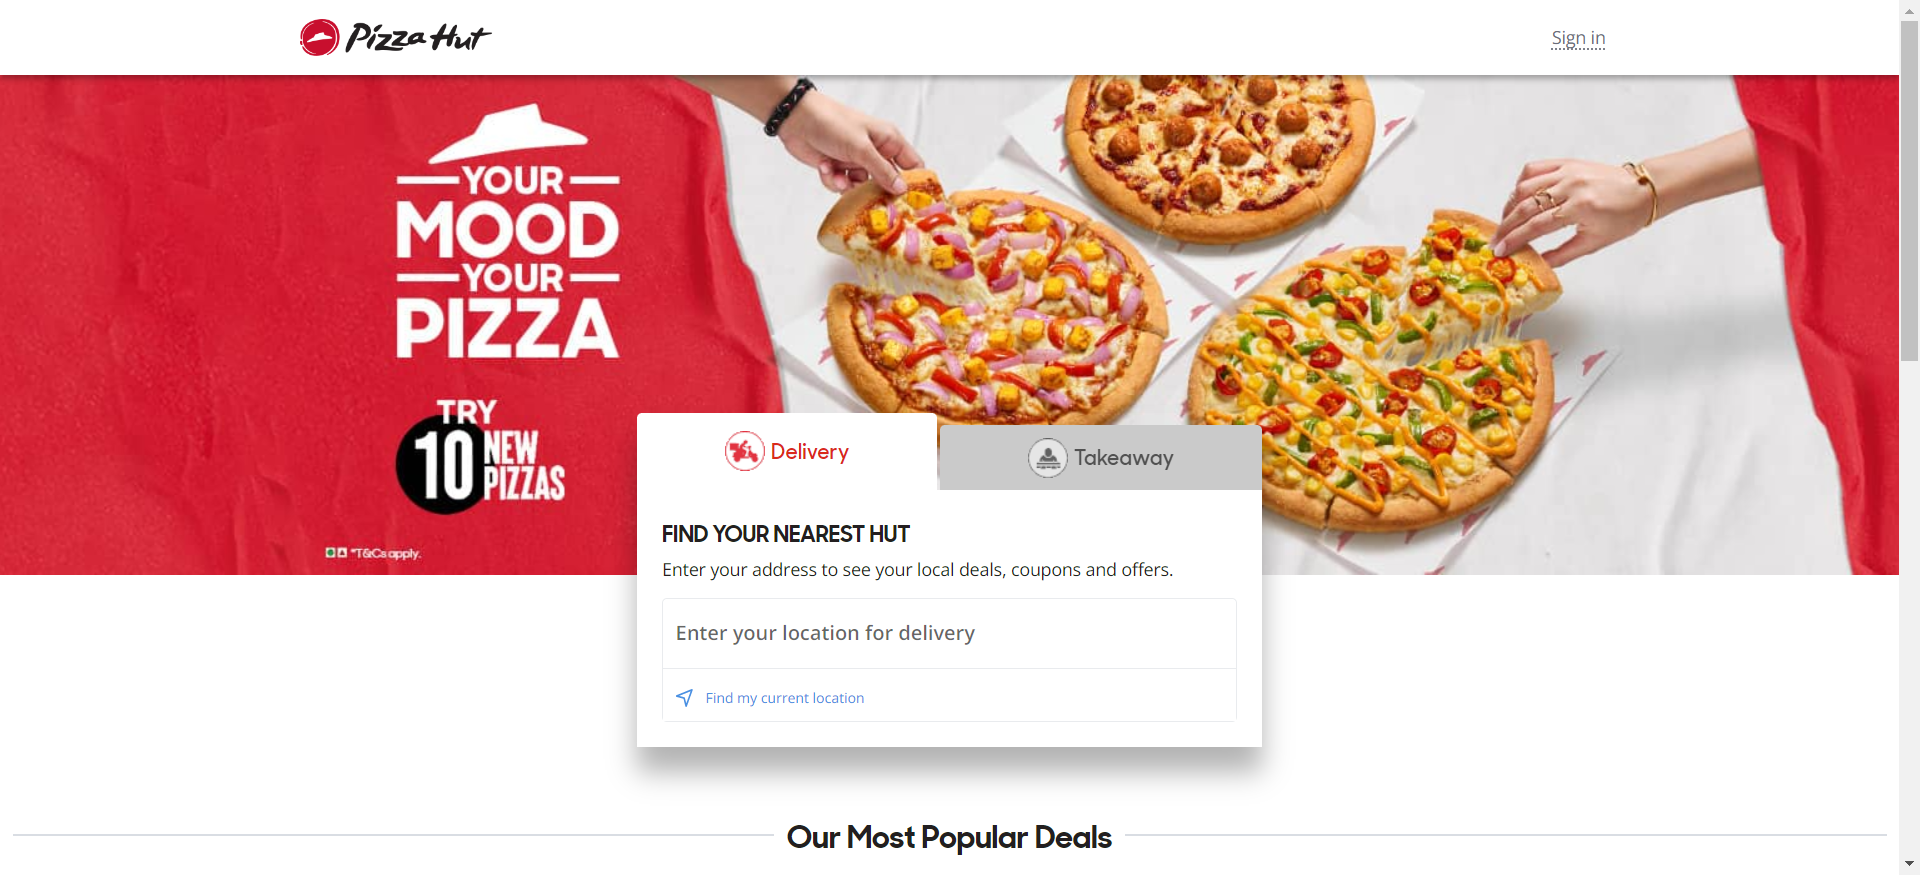 Pizza Hut
Sign in
YOUR
MOOD
YOUR
PIZZA
TRY
10 NEW
PIZZAS
*T&Cs apply.
Delivery
Takeaway
FIND YOUR NEAREST HUT
Enter your address to see your local deals, coupons and offers.
Enter your location for delivery
Find my current location
Our Most Popular Deals